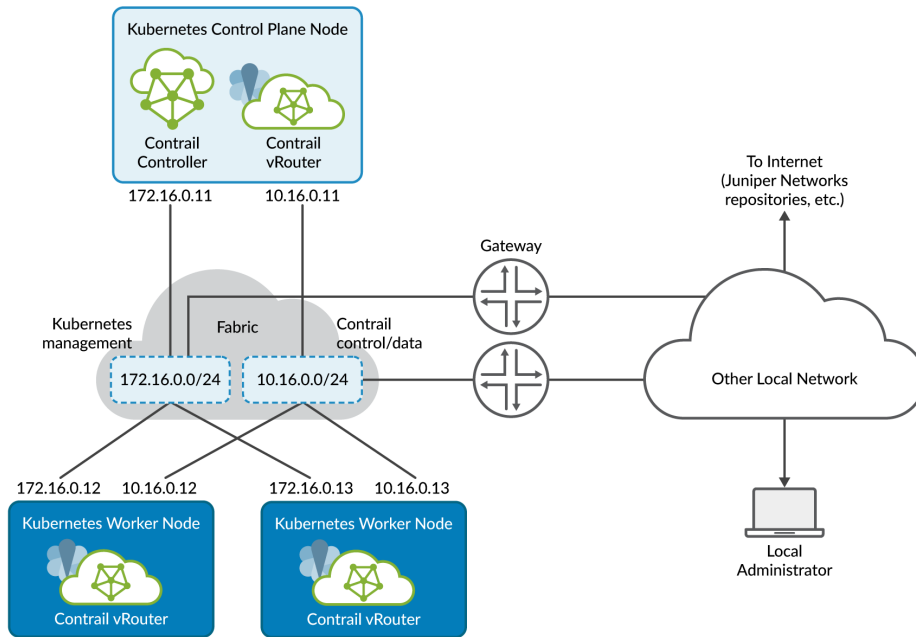 Kubernetes Control Plane Node
Contrail
Controller
Contrail
vRouter
172.16.0.11
10.16.0.11
To Internet
(Juniper Networks
repositories, etc.)
Gateway
Kubernetes
management
Fabric
Contrail
control/data
172.16.0.0/24
10.16.0.0/24
Other Local Network
172.16.0.12
10.16.0.12
172.16.0.13
10.16.0.13
Kubernetes Worker Node
Contrail vRouter
Kubernetes Worker Node
Contrail vRouter
Local
Administrator